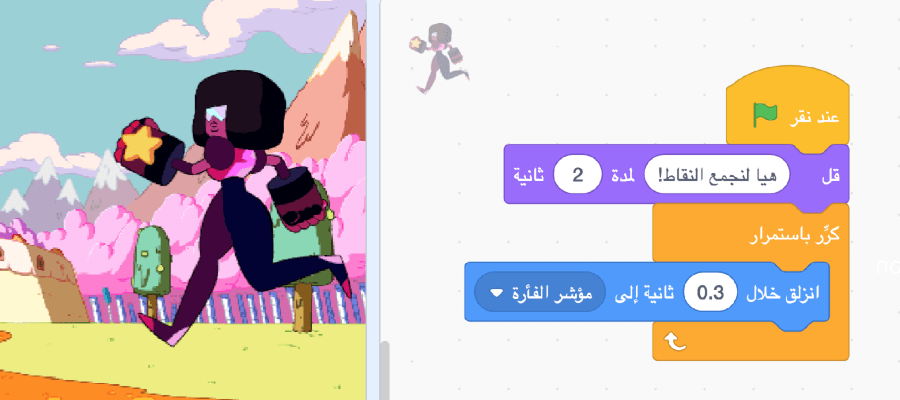 عند نقر
قل هيا لنجمع النقاط! لمدة 2 ثانية
كرِّر باستمرار
انزلق خلال 0.3 ثانية إلى مؤشر الفأرة